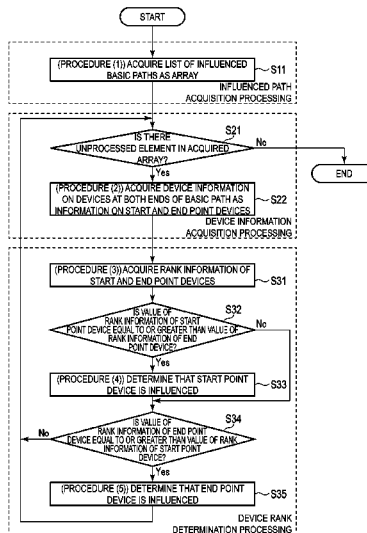 START
(PROCEDURE (1)) ACQUIRE LIST OF INFLUENCED
BASIC PATHS AS ARRAY
S11
INFLUENCED PATH
ACQUISITION PROCESSING
S21
IS THERE
UNPROCESSED ELEMENT IN ACQUIRED
ARRAY?
No
END
Yes
(PROCEDURE (2)) ACQUIRE DEVICE INFORMATION
ON DEVICES AT BOTH ENDS OF BASIC PATH AS
INFORMATION ON START AND END POINT DEVICES
S22
DEVICE INFORMATION
ACQUISITION PROCESSING
(PROCEDURE (3)) ACQUIRE RANK INFORMATION OF
START AND END POINT DEVICES
S31
S32
IS VALUE OF
RANK INFORMATION OF START
POINT DEVICE EQUAL TO OR GREATER THAN VALUE OF
RANK INFORMATION OF END
POINT DEVICE?
No
Yes
(PROCEDURE (4)) DETERMINE THAT START POINT
DEVICE IS INFLUENCED
S33
S34
IS VALUE OF
RANK INFORMATION OF END POINT
DEVICE EQUAL TO OR GREATER THAN VALUE OF RANK
INFORMATION OF START POINT
DEVICE?
No
Yes
(PROCEDURE (5)) DETERMINE THAT END POINT
DEVICE IS INFLUENCED
S35
DEVICE RANK
DETERMINATION PROCESSING